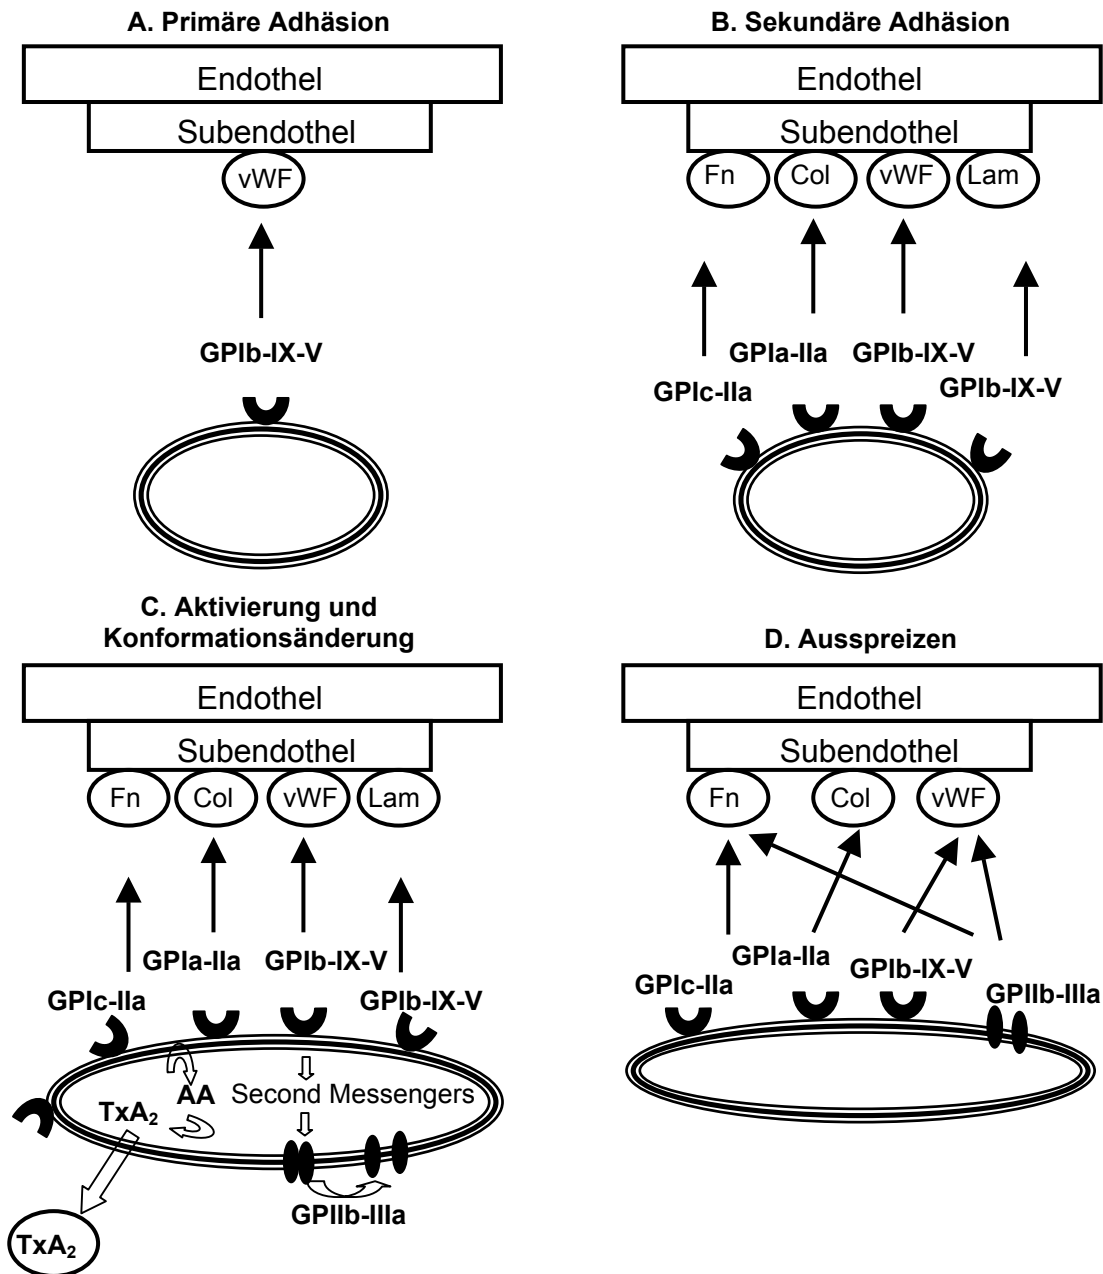 A. Primäre Adhäsion
Endothel
Subendothel
vWF
GPIb-IX-V
B. Sekundäre Adhäsion
Endothel
Subendothel
Fn Col vWF Lam
GPIa-IIa GPIb-IX-V
GPIc-IIa GPIb-IX-V
C. Aktivierung und
Konformationsänderung
Endothel
Subendothel
Fn Col vWF Lam
GPIa-IIa GPIb-IX-V
GPIc-IIa GPIb-IX-V
AA Second Messengers
TxA₂
GPIIb-IIIa
TxA₂
D. Ausspreizen
Endothel
Subendothel
Fn Col vWF
GPIa-IIa GPIb-IX-V
GPIc-IIa GPIIb-IIIa